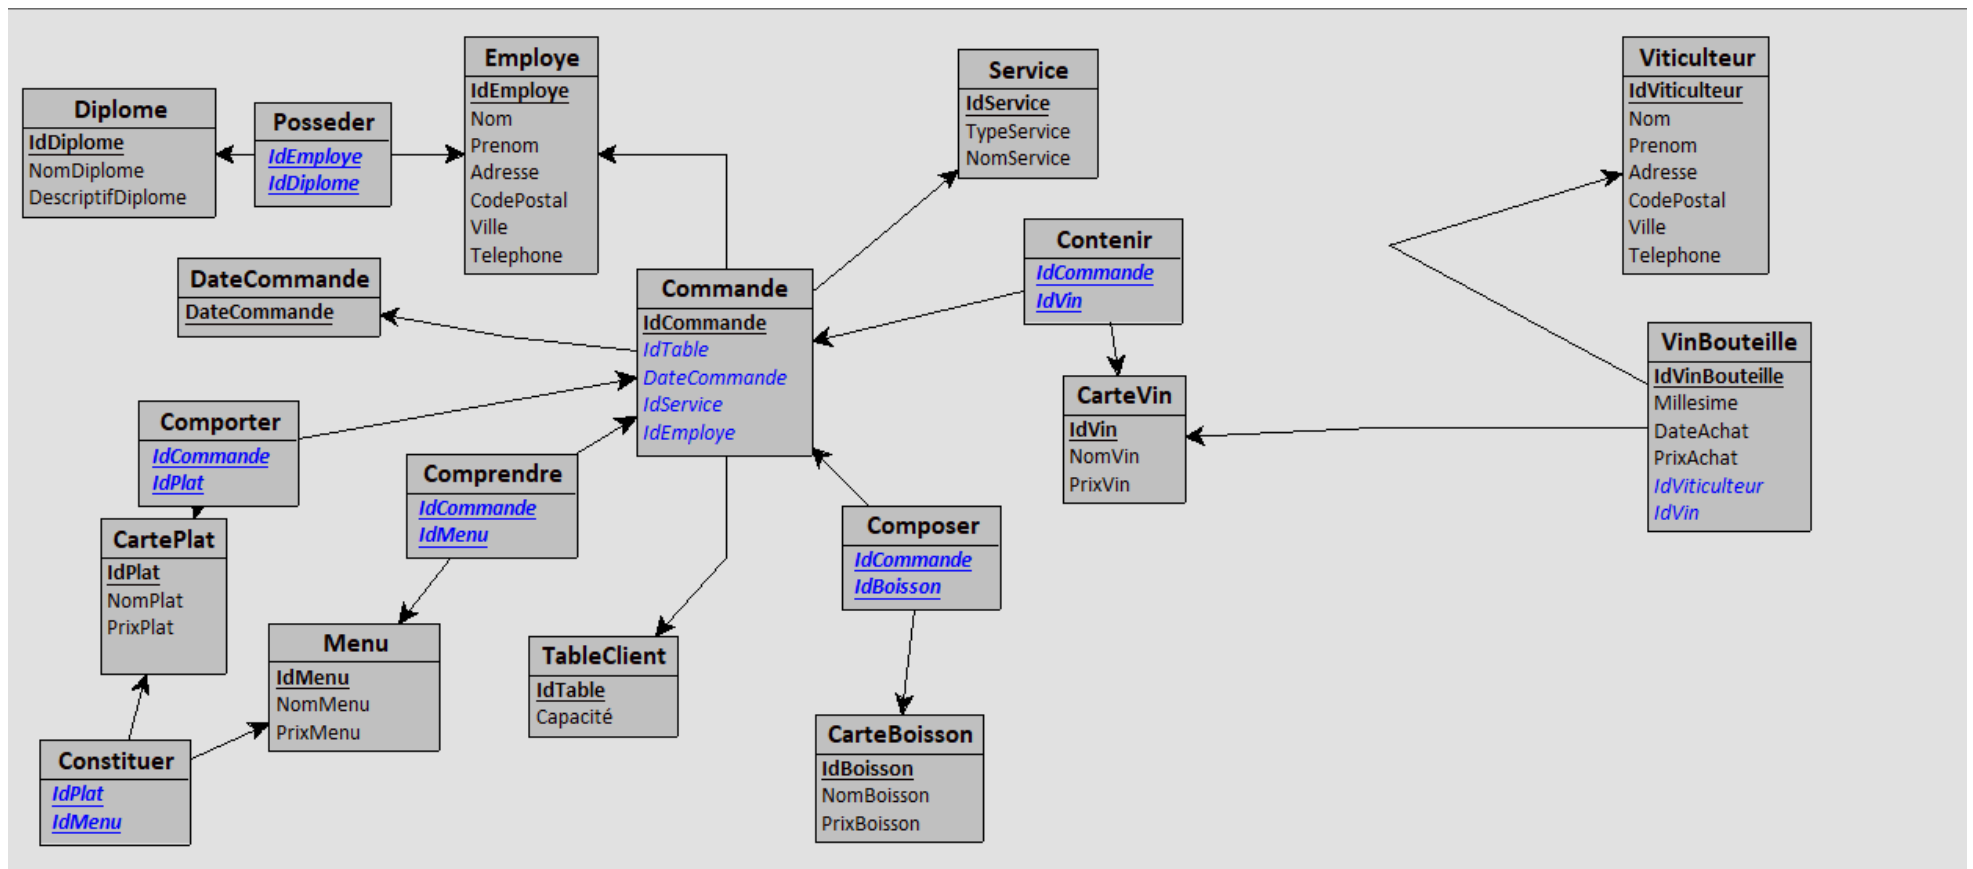 Diplome
IdDiplome
NomDiplome
DescriptifDiplome
Posseder
IdEmploye
IdDiplome
Employe
IdEmploye
Nom
Prenom
Adresse
CodePostal
Ville
Telephone
Service
IdService
TypeService
NomService
Viticulteur
IdViticulteur
Nom
Prenom
Adresse
CodePostal
Ville
Telephone
DateCommande
DateCommande
Commande
IdCommande
IdTable
DateCommande
IdService
IdEmploye
Contenir
IdCommande
IdVin
VinBouteille
IdVinBouteille
Millesime
DateAchat
PrixAchat
IdViticulteur
IdVin
CarteVin
IdVin
NomVin
PrixVin
Comporter
IdCommande
IdPlat
Comprendre
IdCommande
IdMenu
Composer
IdCommande
IdBoisson
CartePlat
IdPlat
NomPlat
PrixPlat
Menu
IdMenu
NomMenu
PrixMenu
TableClient
IdTable
Capacité
CarteBoisson
IdBoisson
NomBoisson
PrixBoisson
Constituer
IdPlat
IdMenu